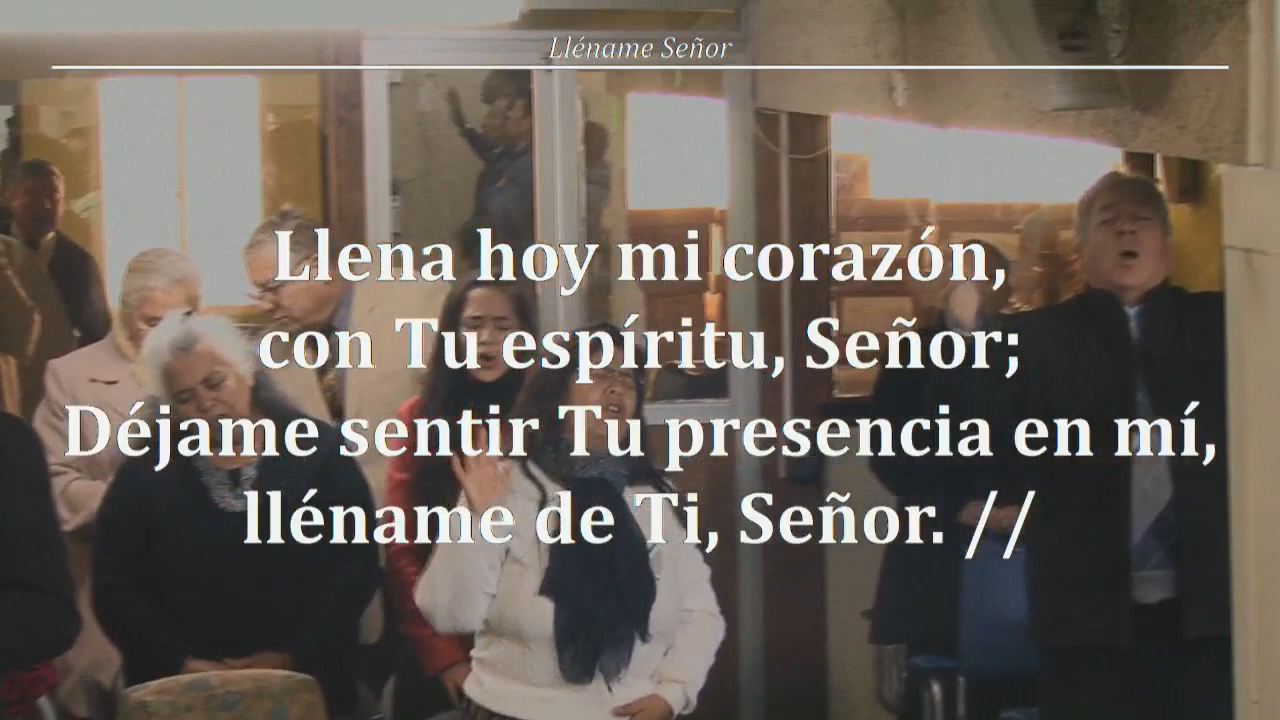 Lléname Señor
Llena hoy mi corazón,
con Tu espíritu, Señor;
Déjame sentir Tu presencia en mí,
lléname de Ti, Señor. //